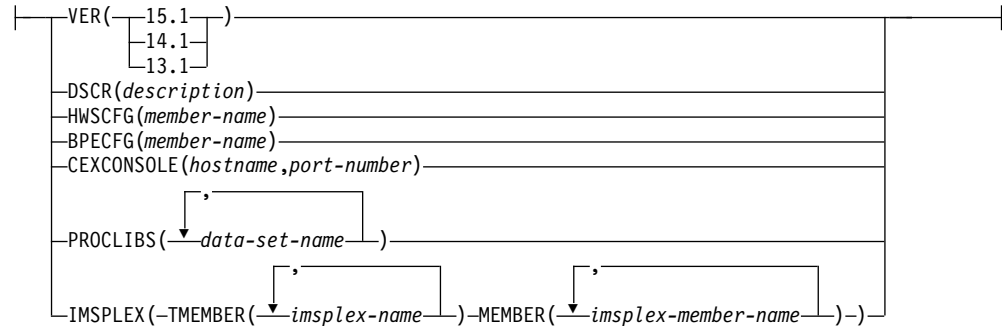 VER( 15.1 )
14.1
13.1
DSCR(description)
HWSCFG(member-name)
BPECFG(member-name)
CEXCONSOLE(hostname,port-number)
,
PROCLIBS( data-set-name )
, ,
IMSPLEX( TMEMBER( imsplex-name ) MEMBER( imsplex-member-name ) )